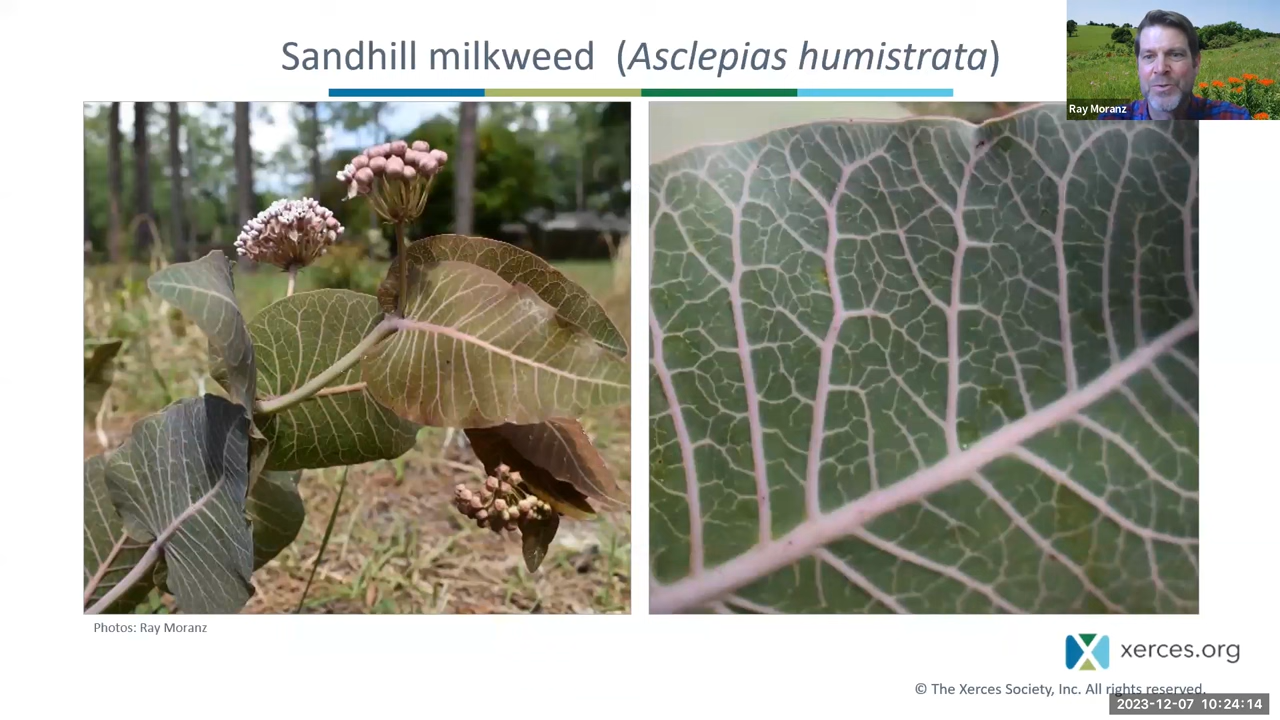 Sandhill milkweed (Asclepias humistrata)
Ray Moranz
Photos: Ray Moranz
xerces.org
© The Xerces Society, Inc. All rights reserved.
2023-12-07 10:24:14